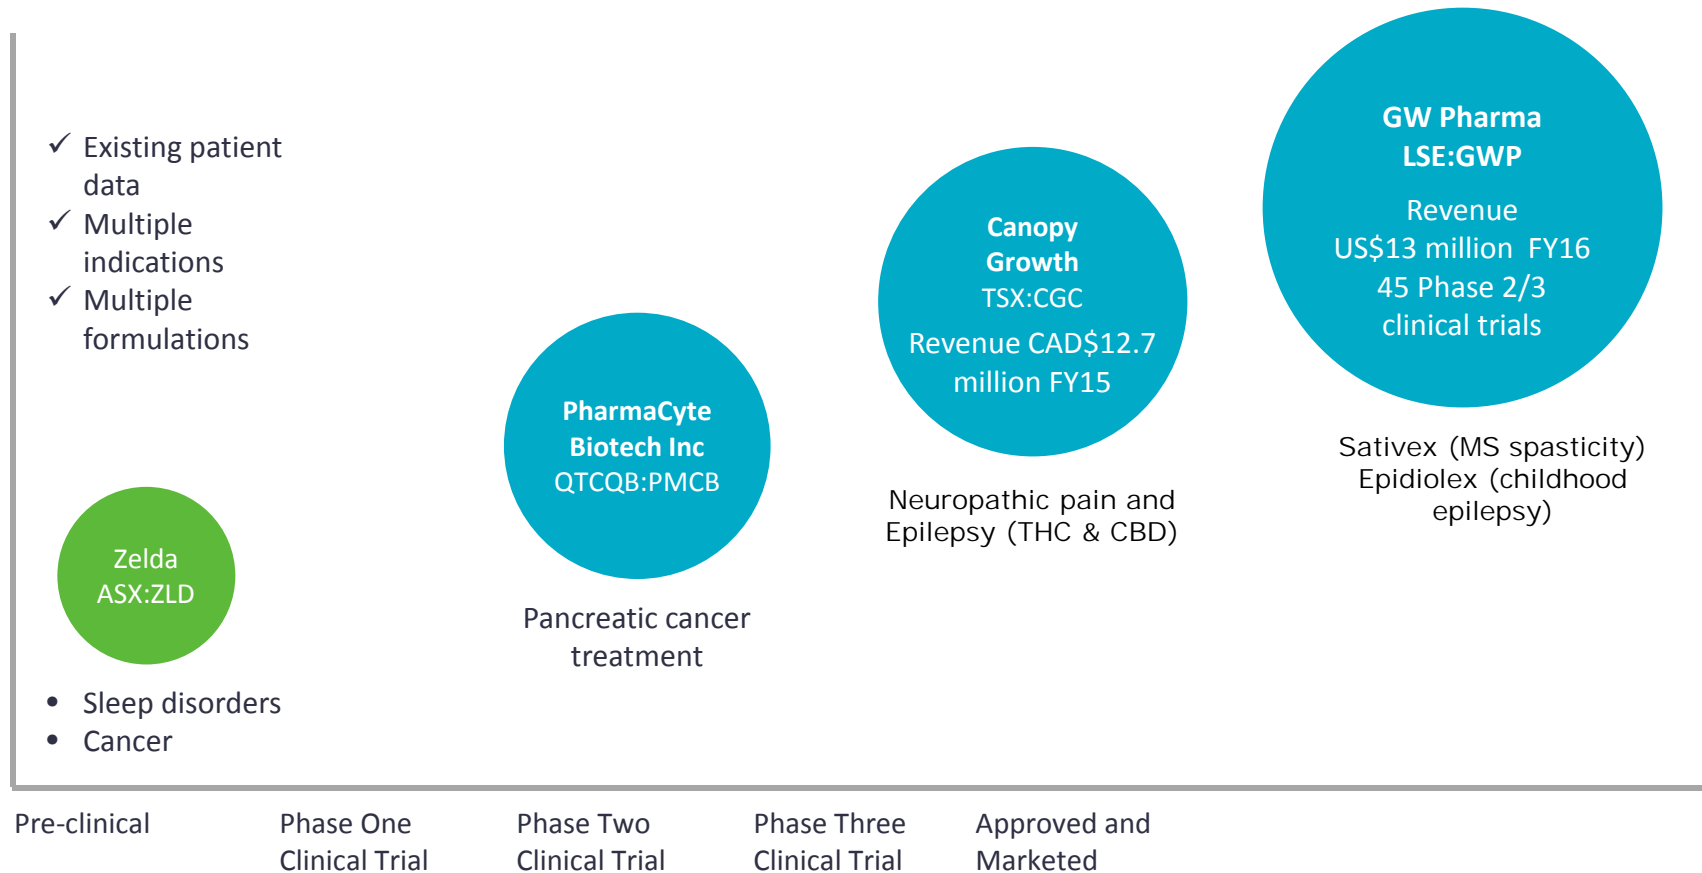 ✓ Existing patient
data
✓ Multiple
indications
✓ Multiple
formulations
Zelda
ASX:ZLD
• Sleep disorders
• Cancer
PharmaCyte
Biotech Inc
QTCQB:PMCB
Pancreatic cancer
treatment
Canopy
Growth
TSX:CGC
Revenue CAD$12.7
million FY15
Neuropathic pain and
Epilepsy (THC & CBD)
GW Pharma
LSE:GWP
Revenue
US$13 million FY16
45 Phase 2/3
clinical trials
Sativex (MS spasticity)
Epidiolex (childhood
epilepsy)
Pre-clinical
Phase One
Clinical Trial
Phase Two
Clinical Trial
Phase Three
Clinical Trial
Approved and
Marketed